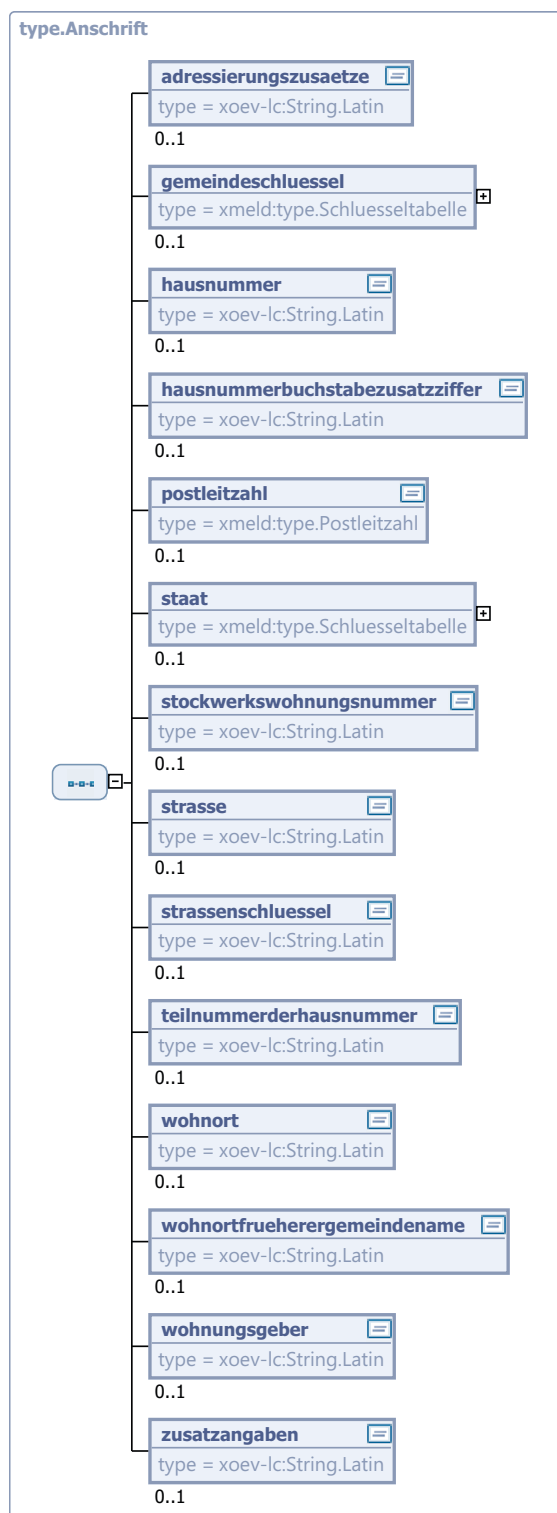 type.Anschrift
adressierungszusaetze
type = xoev-lc:String.Latin
0..1
gemeindeschluessel
type = xmeld:type.Schluesseltabelle
0..1
hausnummer
type = xoev-lc:String.Latin
0..1
hausnummerbuchstabezusatzziffer
type = xoev-lc:String.Latin
0..1
postleitzahl
type = xmeld:type.Postleitzahl
0..1
staat
type = xmeld:type.Schluesseltabelle
0..1
stockwerkswohnungsnummer
type = xoev-lc:String.Latin
0..1
strasse
type = xoev-lc:String.Latin
0..1
strassenschluessel
type = xoev-lc:String.Latin
0..1
teilnummerderhausnummer
type = xoev-lc:String.Latin
0..1
wohnort
type = xoev-lc:String.Latin
0..1
wohnortfrueherergemeindename
type = xoev-lc:String.Latin
0..1
wohnungsgeber
type = xoev-lc:String.Latin
0..1
zusatzangaben
type = xoev-lc:String.Latin
0..1